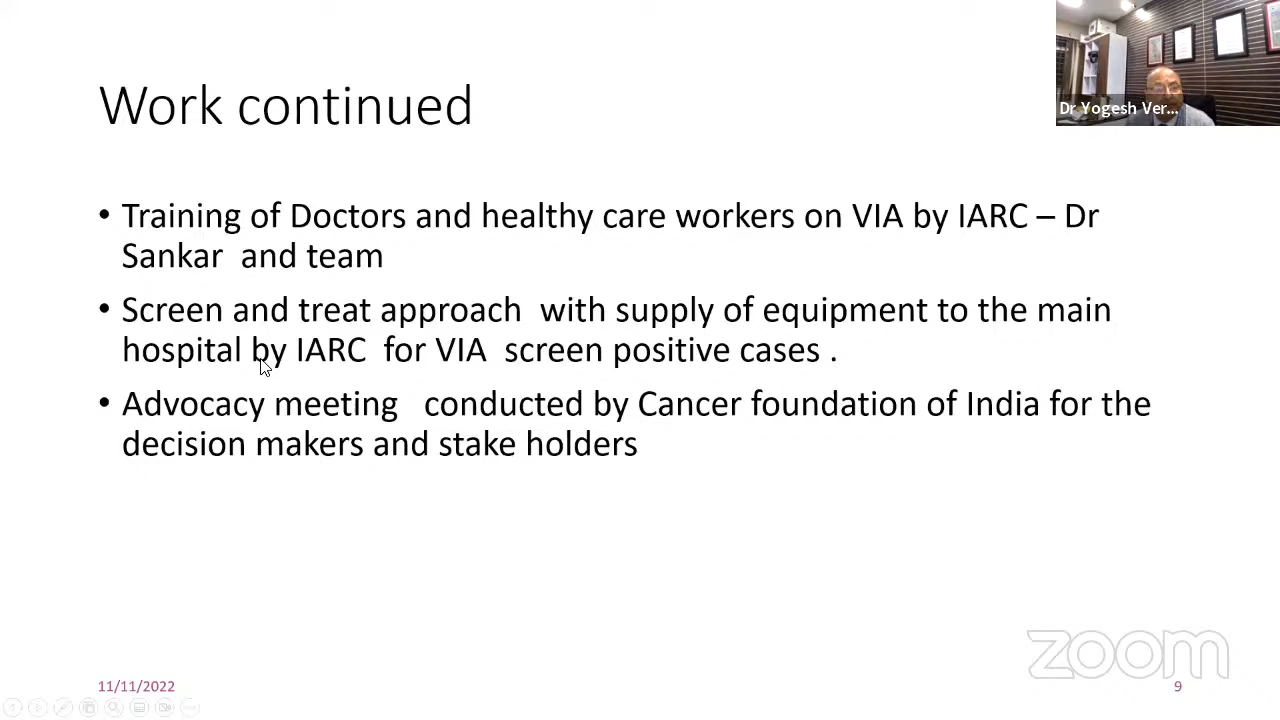 Work continued
Dr Yogesh Ver...
• Training of Doctors and healthy care workers on VIA by IARC – Dr
Sankar and team
• Screen and treat approach with supply of equipment to the main
hospital by IARC for VIA screen positive cases .
• Advocacy meeting conducted by Cancer foundation of India for the
decision makers and stake holders
zoom
11/11/2022
9